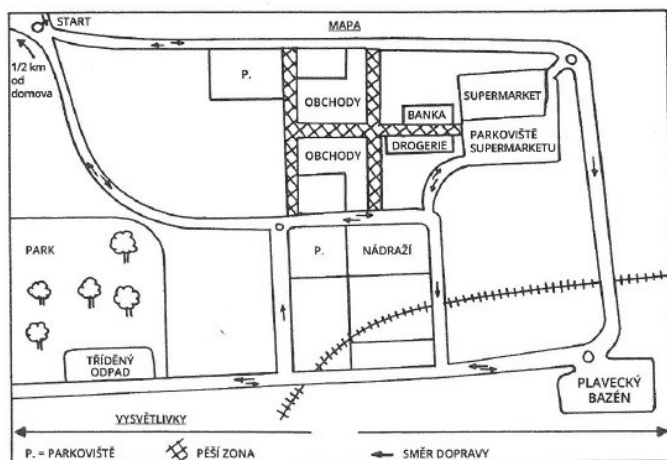 MAPA
START
1/2 km
od
domova
P.
OBCHODY
BANKA
DROGERIE
SUPERMARKET
PARKOVIŠTĚ
SUPERMARKETU
OBCHODY
PARK
P.
NÁDRAŽÍ
TŘÍDĚNÝ
ODPAD
PLAVECKÝ
BAZÉN
VYSVĚTLIVKY
P. = PARKOVIŠTĚ
PĚŠÍ ZONA
SMĚR DOPRAVY